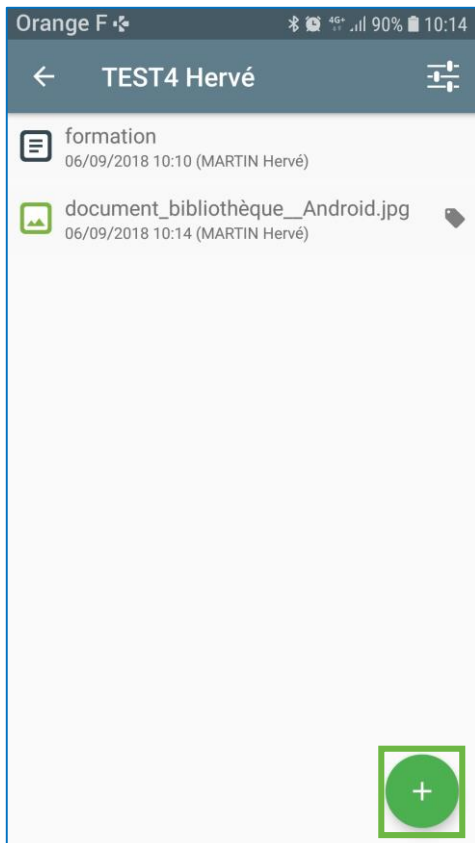 Orange F 4G+ 90% 10:14
TEST4 Hervé
formation
06/09/2018 10:10 (MARTIN Hervé)
document_bibliothèque__Android.jpg
06/09/2018 10:14 (MARTIN Hervé)